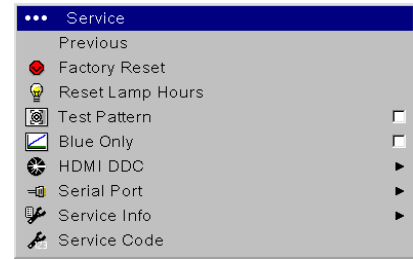 Service
Previous
Factory Reset
Reset Lamp Hours
Test Pattern
Blue Only
HDMI DDC
Serial Port
Service Info
Service Code